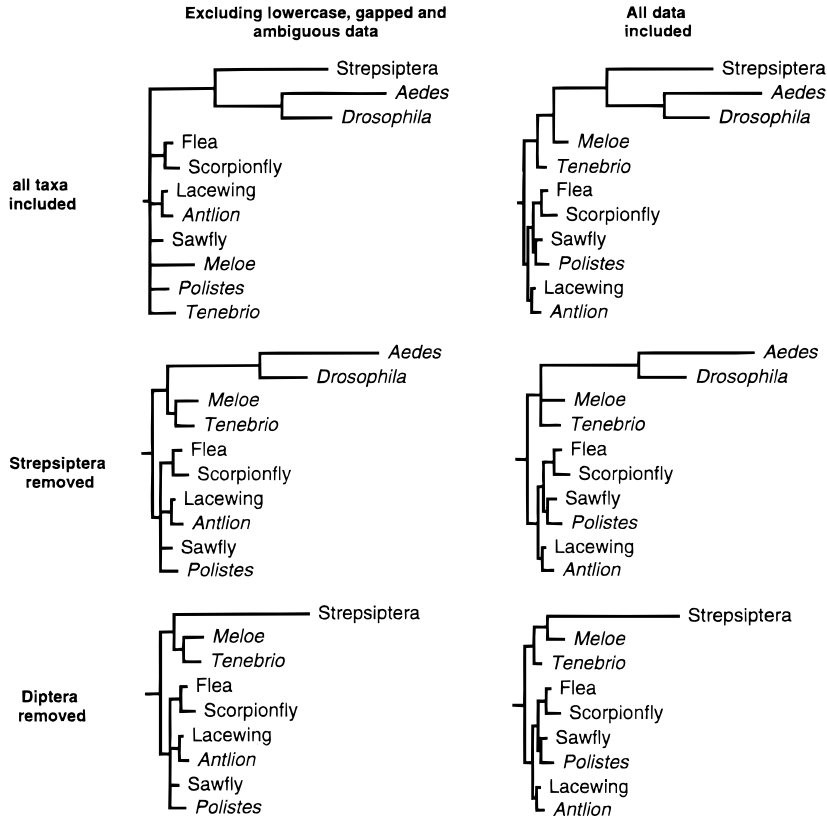 Excluding lowercase, gapped and
ambiguous data
All data
included
all taxa
included
Strepsiptera
Aedes
Drosophila
Flea
Scorpionfly
Lacewing
Antlion
Sawfly
Meloe
Polistes
Tenebrio
Strepsiptera
Aedes
Drosophila
Meloe
Tenebrio
Flea
Scorpionfly
Sawfly
Polistes
Lacewing
Antlion
Strepsiptera
removed
Aedes
Drosophila
Meloe
Tenebrio
Flea
Scorpionfly
Lacewing
Antlion
Sawfly
Polistes
Aedes
Drosophila
Meloe
Tenebrio
Flea
Scorpionfly
Sawfly
Polistes
Lacewing
Antlion
Diptera
removed
Strepsiptera
Meloe
Tenebrio
Flea
Scorpionfly
Lacewing
Antlion
Sawfly
Polistes
Strepsiptera
Meloe
Tenebrio
Flea
Scorpionfly
Sawfly
Polistes
Lacewing
Antlion